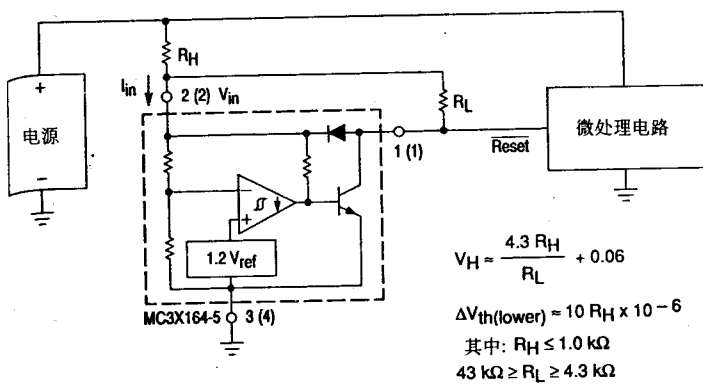 R_H
I_in
2 (2) V_in
R_L
+
电源
−
1 (1)
Reset
微处理电路
−
+
1.2 V_ref
MC3X164-5
3 (4)
V_H ≈ 4.3 R_H / R_L + 0.06
ΔV_th(lower) ≈ 10 R_H x 10^−6
其中: R_H ≤ 1.0 kΩ
43 kΩ ≥ R_L ≥ 4.3 kΩ